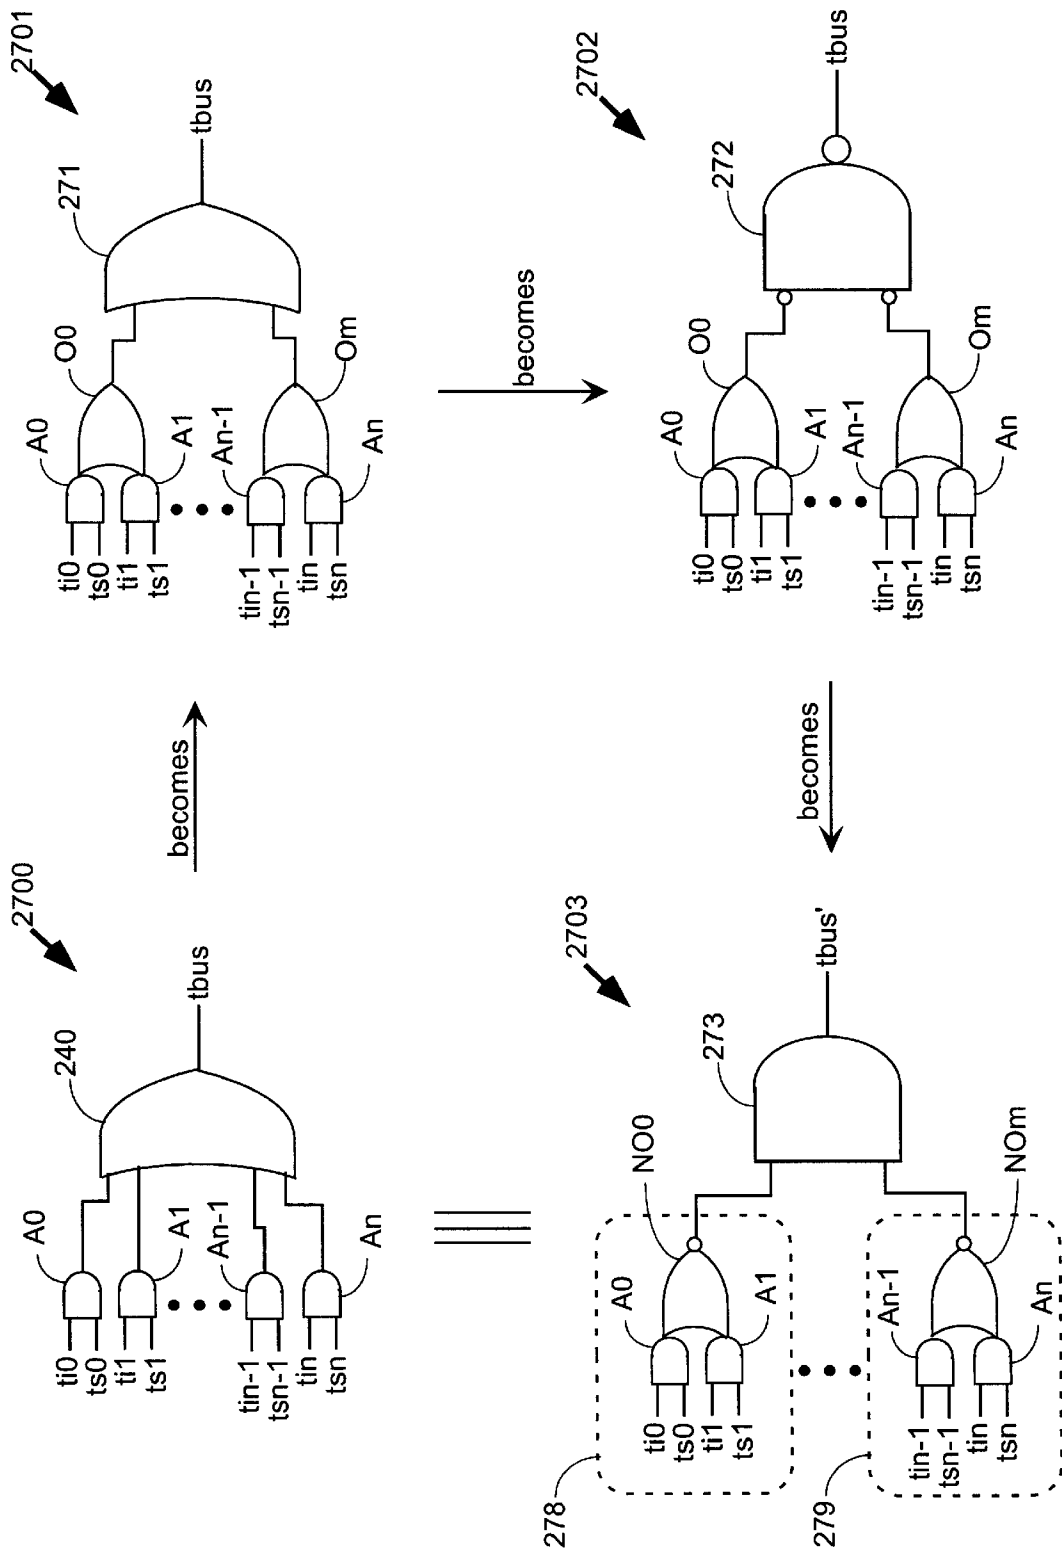 2700
240
A0
A1
An-1
An
ti0
ts0
ti1
ts1
tin-1
tsn-1
tin
tsn
tbus
becomes
2701
271
O0
Om
A0
A1
An-1
An
ti0
ts0
ti1
ts1
tin-1
tsn-1
tin
tsn
tbus
becomes
2702
272
O0
Om
A0
A1
An-1
An
ti0
ts0
ti1
ts1
tin-1
tsn-1
tin
tsn
tbus
becomes
2703
273
NO0
NOm
A0
A1
An-1
An
ti0
ts0
ti1
ts1
tin-1
tsn-1
tin
tsn
tbus'
278
279